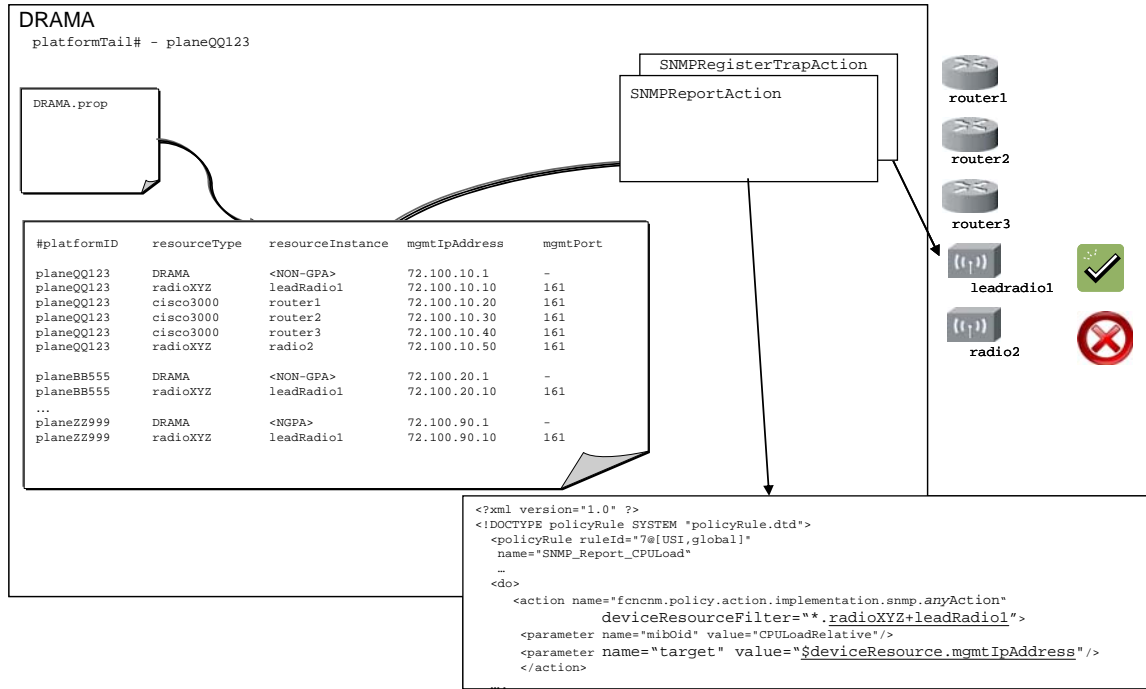 DRAMA
platformTail# - planeQQ123
SNMPRegisterTrapAction
SNMPReportAction
DRAMA.prop
router1
router2
router3
leadradio1
radio2
#platformID resourceType resourceInstance mgmtIpAddress mgmtPort
planeQQ123 DRAMA <NON-GPA> 72.100.10.1 -
planeQQ123 radioXYZ leadRadio1 72.100.10.10 161
planeQQ123 cisco3000 router1 72.100.10.20 161
planeQQ123 cisco3000 router2 72.100.10.30 161
planeQQ123 cisco3000 router3 72.100.10.40 161
planeQQ123 radioXYZ radio2 72.100.10.50 161
planeBB555 DRAMA <NON-GPA> 72.100.20.1 -
planeBB555 radioXYZ leadRadio1 72.100.20.10 161
…
planeZZ999 DRAMA <NGPA> 72.100.90.1 -
planeZZ999 radioXYZ leadRadio1 72.100.90.10 161
<?xml version="1.0" ?>
<!DOCTYPE policyRule SYSTEM "policyRule.dtd">
<policyRule ruleId="7@[USI,global]"
name="SNMP_Report_CPULoad“
…
<do>
<action name="fcncnm.policy.action.implementation.snmp.anyAction“
deviceResourceFilter=“*.radioXYZ+leadRadio1”>
<parameter name="mibOid" value="CPULoadRelative"/>
<parameter name=“target” value=“$deviceResource.mgmtIpAddress"/>
</action>